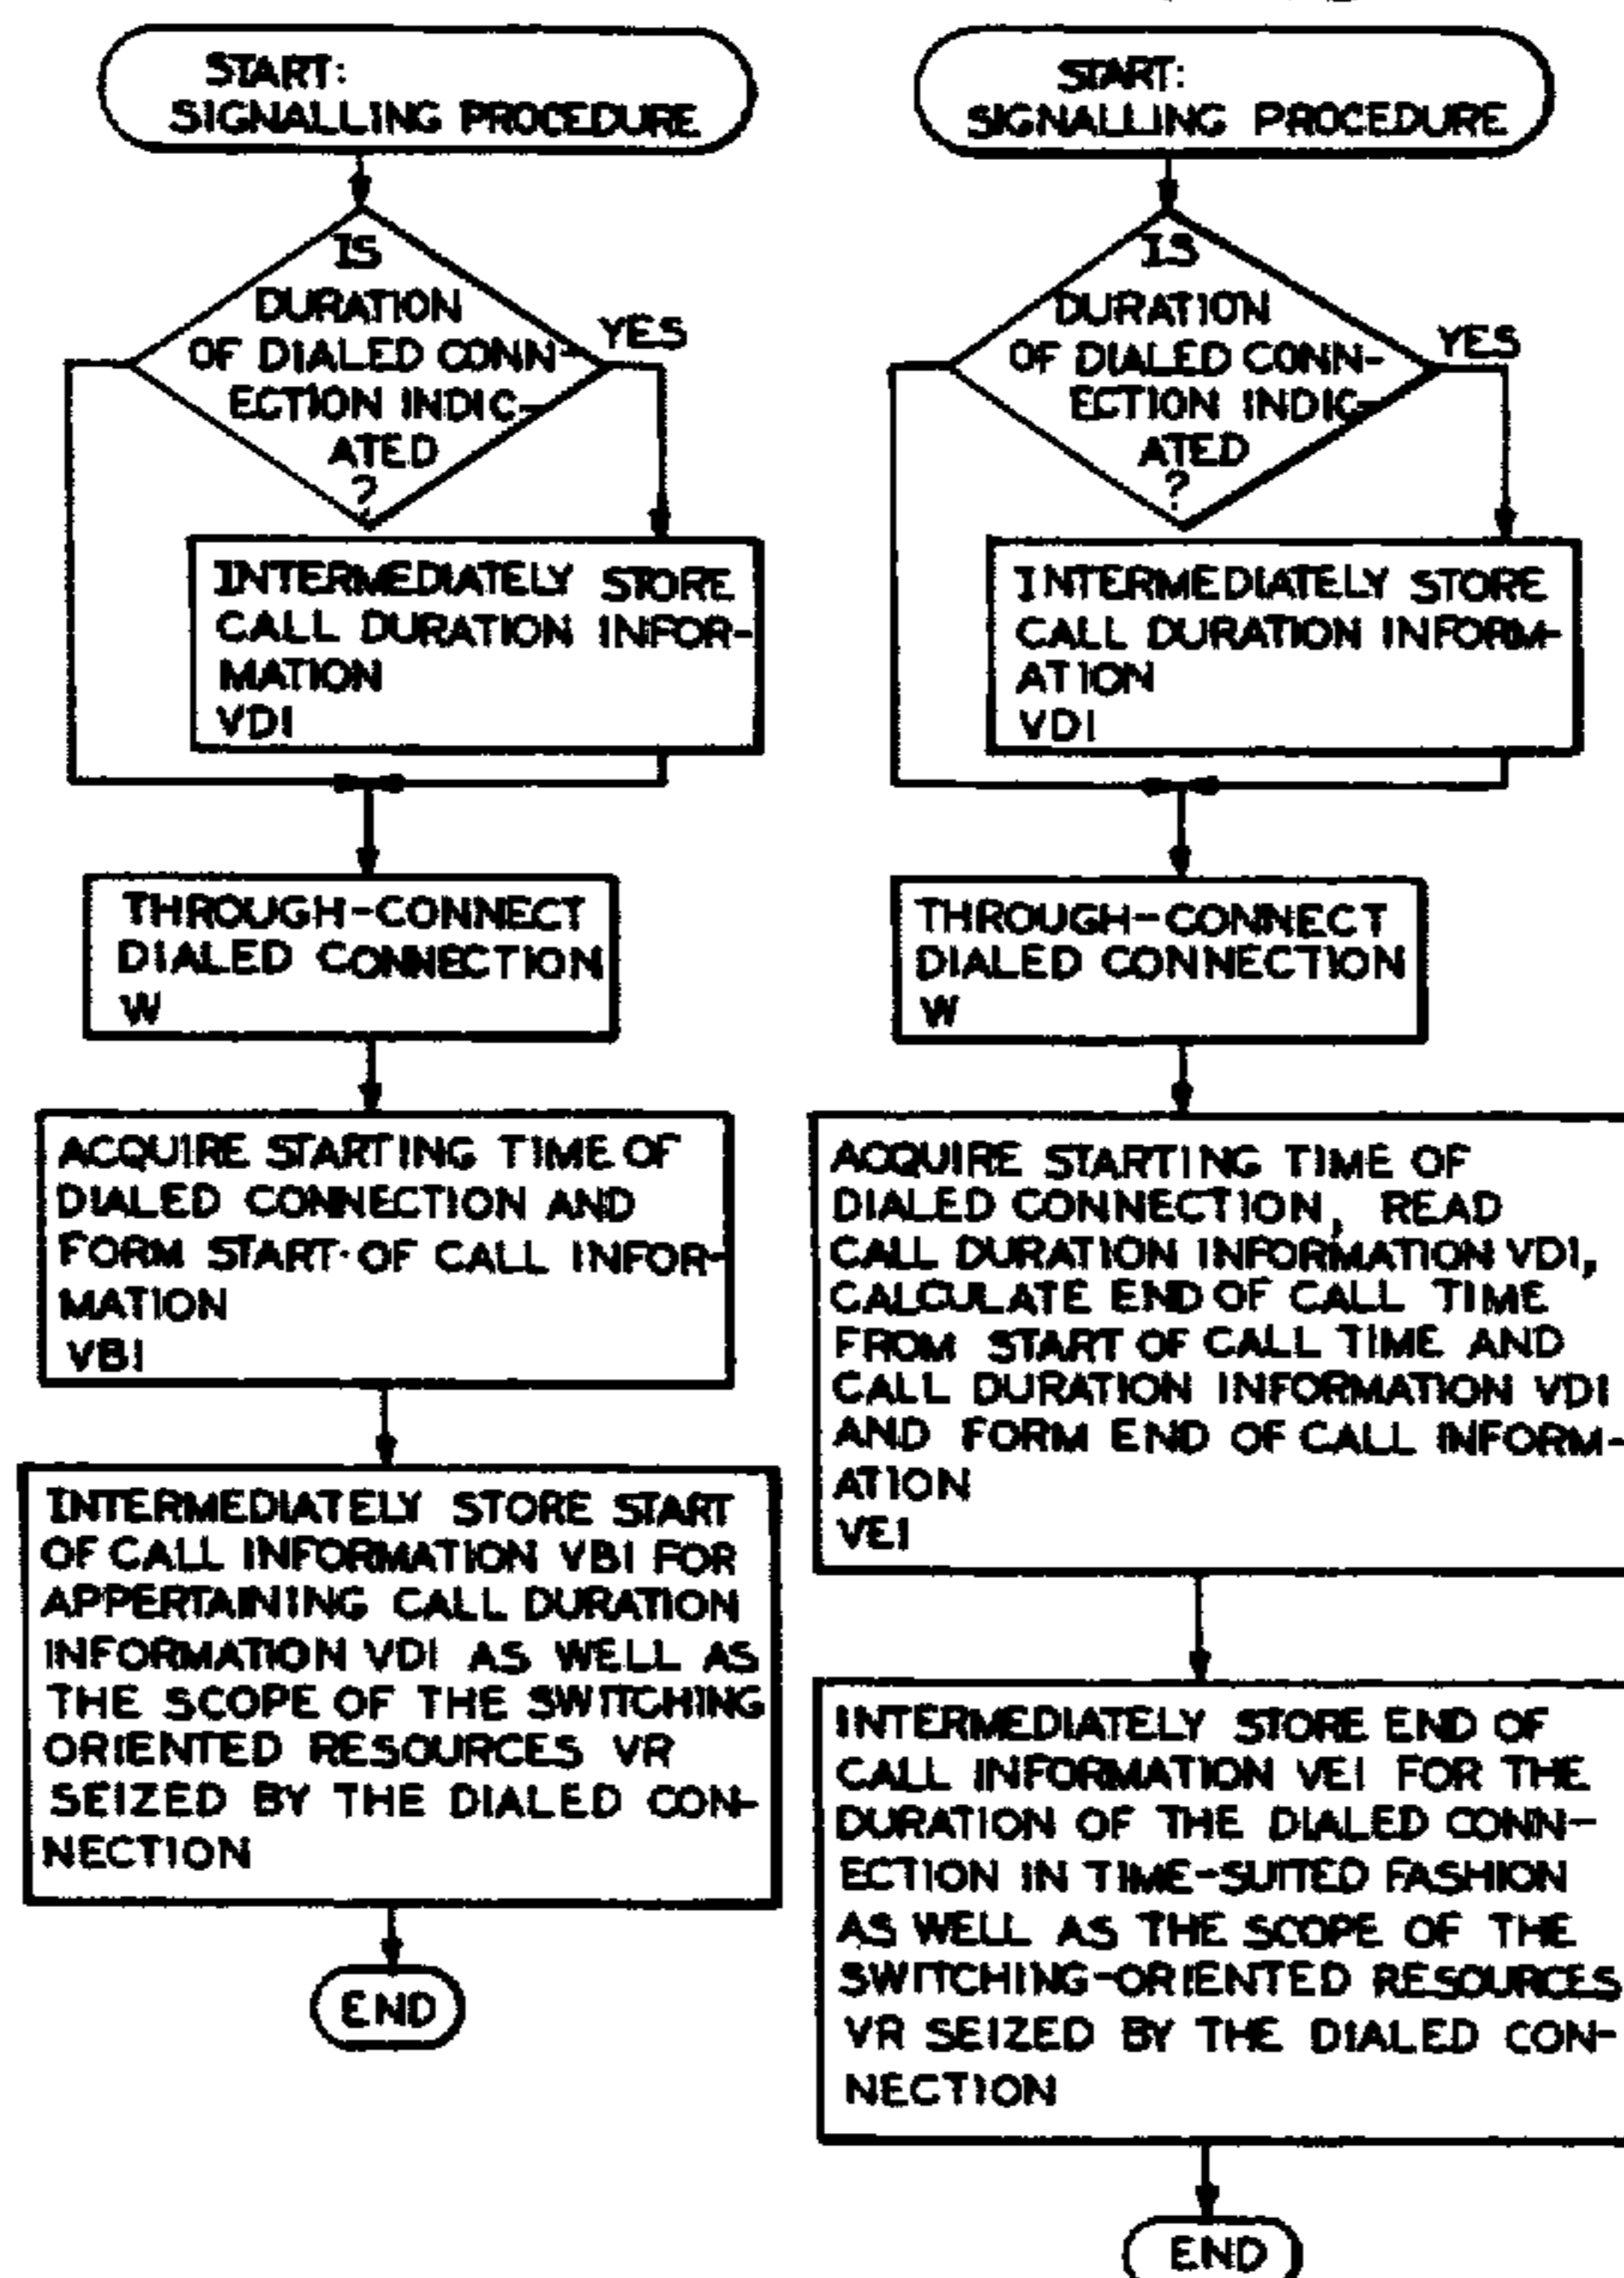 START:
SIGNALLING PROCEDURE
IS
DURATION
OF DIALED CONN-
ECTION INDIC-
ATED
?
YES
INTERMEDIATELY STORE
CALL DURATION INFOR-
MATION
VDI
THROUGH-CONNECT
DIALED CONNECTION
W
ACQUIRE STARTING TIME OF
DIALED CONNECTION AND
FORM START-OF CALL INFOR-
MATION
VBI
INTERMEDIATELY STORE START
OF CALL INFORMATION VBI FOR
APPERTAINING CALL DURATION
INFORMATION VDI AS WELL AS
THE SCOPE OF THE SWITCHING
ORIENTED RESOURCES VR
SEIZED BY THE DIALED CON-
NECTION
END
START:
SIGNALLING PROCEDURE
IS
DURATION
OF DIALED CONN-
ECTION INDIC-
ATED
?
YES
INTERMEDIATELY STORE
CALL DURATION INFORM-
ATION
VDI
THROUGH-CONNECT
DIALED CONNECTION
W
ACQUIRE STARTING TIME OF
DIALED CONNECTION, READ
CALL DURATION INFORMATION VDI,
CALCULATE END OF CALL TIME
FROM START OF CALL TIME AND
CALL DURATION INFORMATION VDI
AND FORM END OF CALL INFORM-
ATION
VEI
INTERMEDIATELY STORE END OF
CALL INFORMATION VEI FOR THE
DURATION OF THE DIALED CONN-
ECTION IN TIME-SUITED FASHION
AS WELL AS THE SCOPE OF THE
SWITCHING-ORIENTED RESOURCES
VR SEIZED BY THE DIALED CON-
NECTION
END